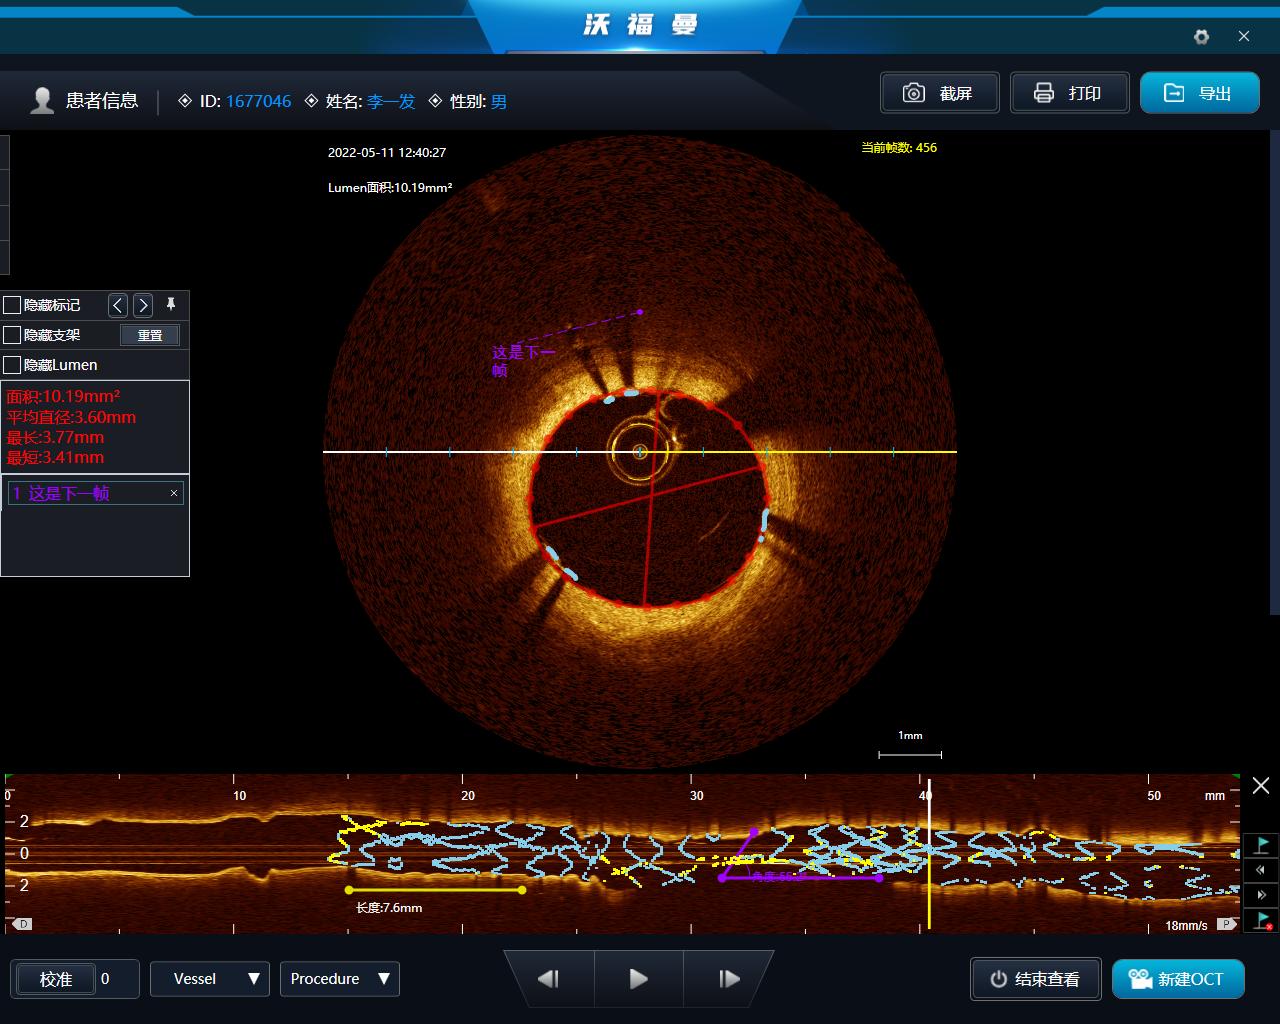 沃福曼
患者信息 ID: 1677046 姓名: 李一发 性别: 男
截屏 打印 导出
2022-05-11 12:40:27
当前帧数: 456
Lumen面积:10.19mm²
隐藏标记
隐藏支架 重置
隐藏Lumen
面积:10.19mm²
平均直径:3.60mm
最长:3.77mm
最短:3.41mm
1 这是下一帧 ×
这是下一
帧
1mm
0 10 20 30 40 50 mm
2
0
2
长度:7.6mm
D 18mm/s P
校准 0 Vessel Procedure 结束查看 新建OCT